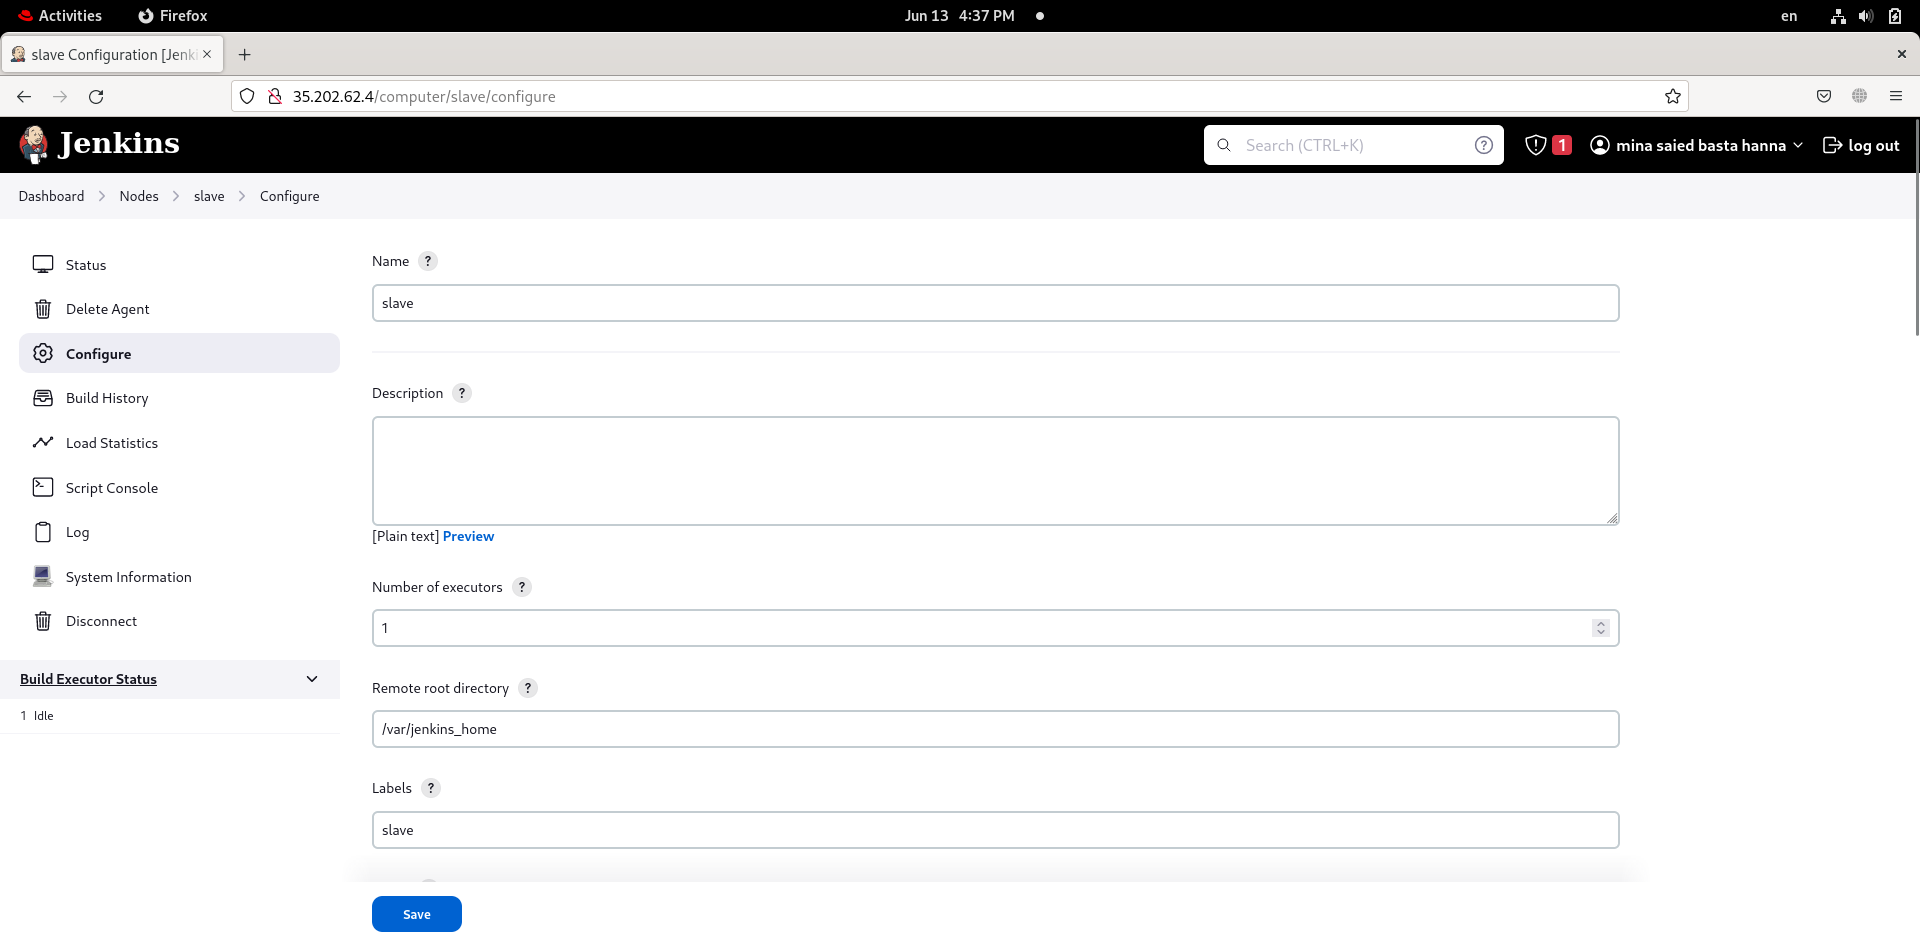 Activities Firefox Jun 13 4:37 PM en
slave Configuration [Jenki
35.202.62.4/computer/slave/configure
Jenkins Search (CTRL+K) ? 1 mina saied basta hanna log out
Dashboard Nodes slave Configure
Status
Delete Agent
Configure
Build History
Load Statistics
Script Console
Log
System Information
Disconnect
Build Executor Status
1 Idle
Name ?
slave
Description ?
[Plain text] Preview
Number of executors ?
1
Remote root directory ?
/var/jenkins_home
Labels ?
slave
Save